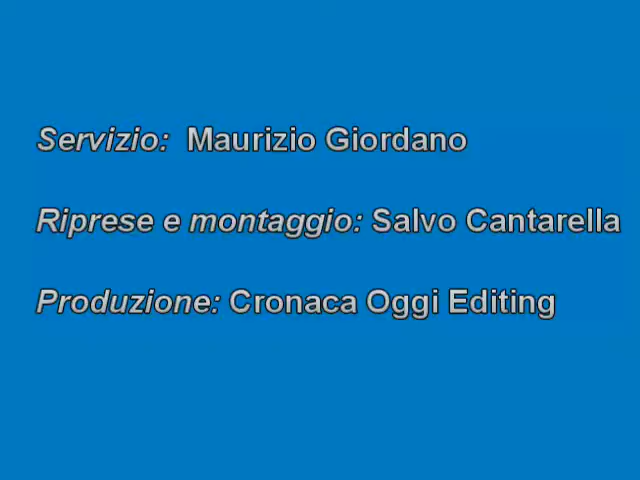 Servizio: Maurizio Giordano
Riprese e montaggio: Salvo Cantarella
Produzione: Cronaca Oggi Editing